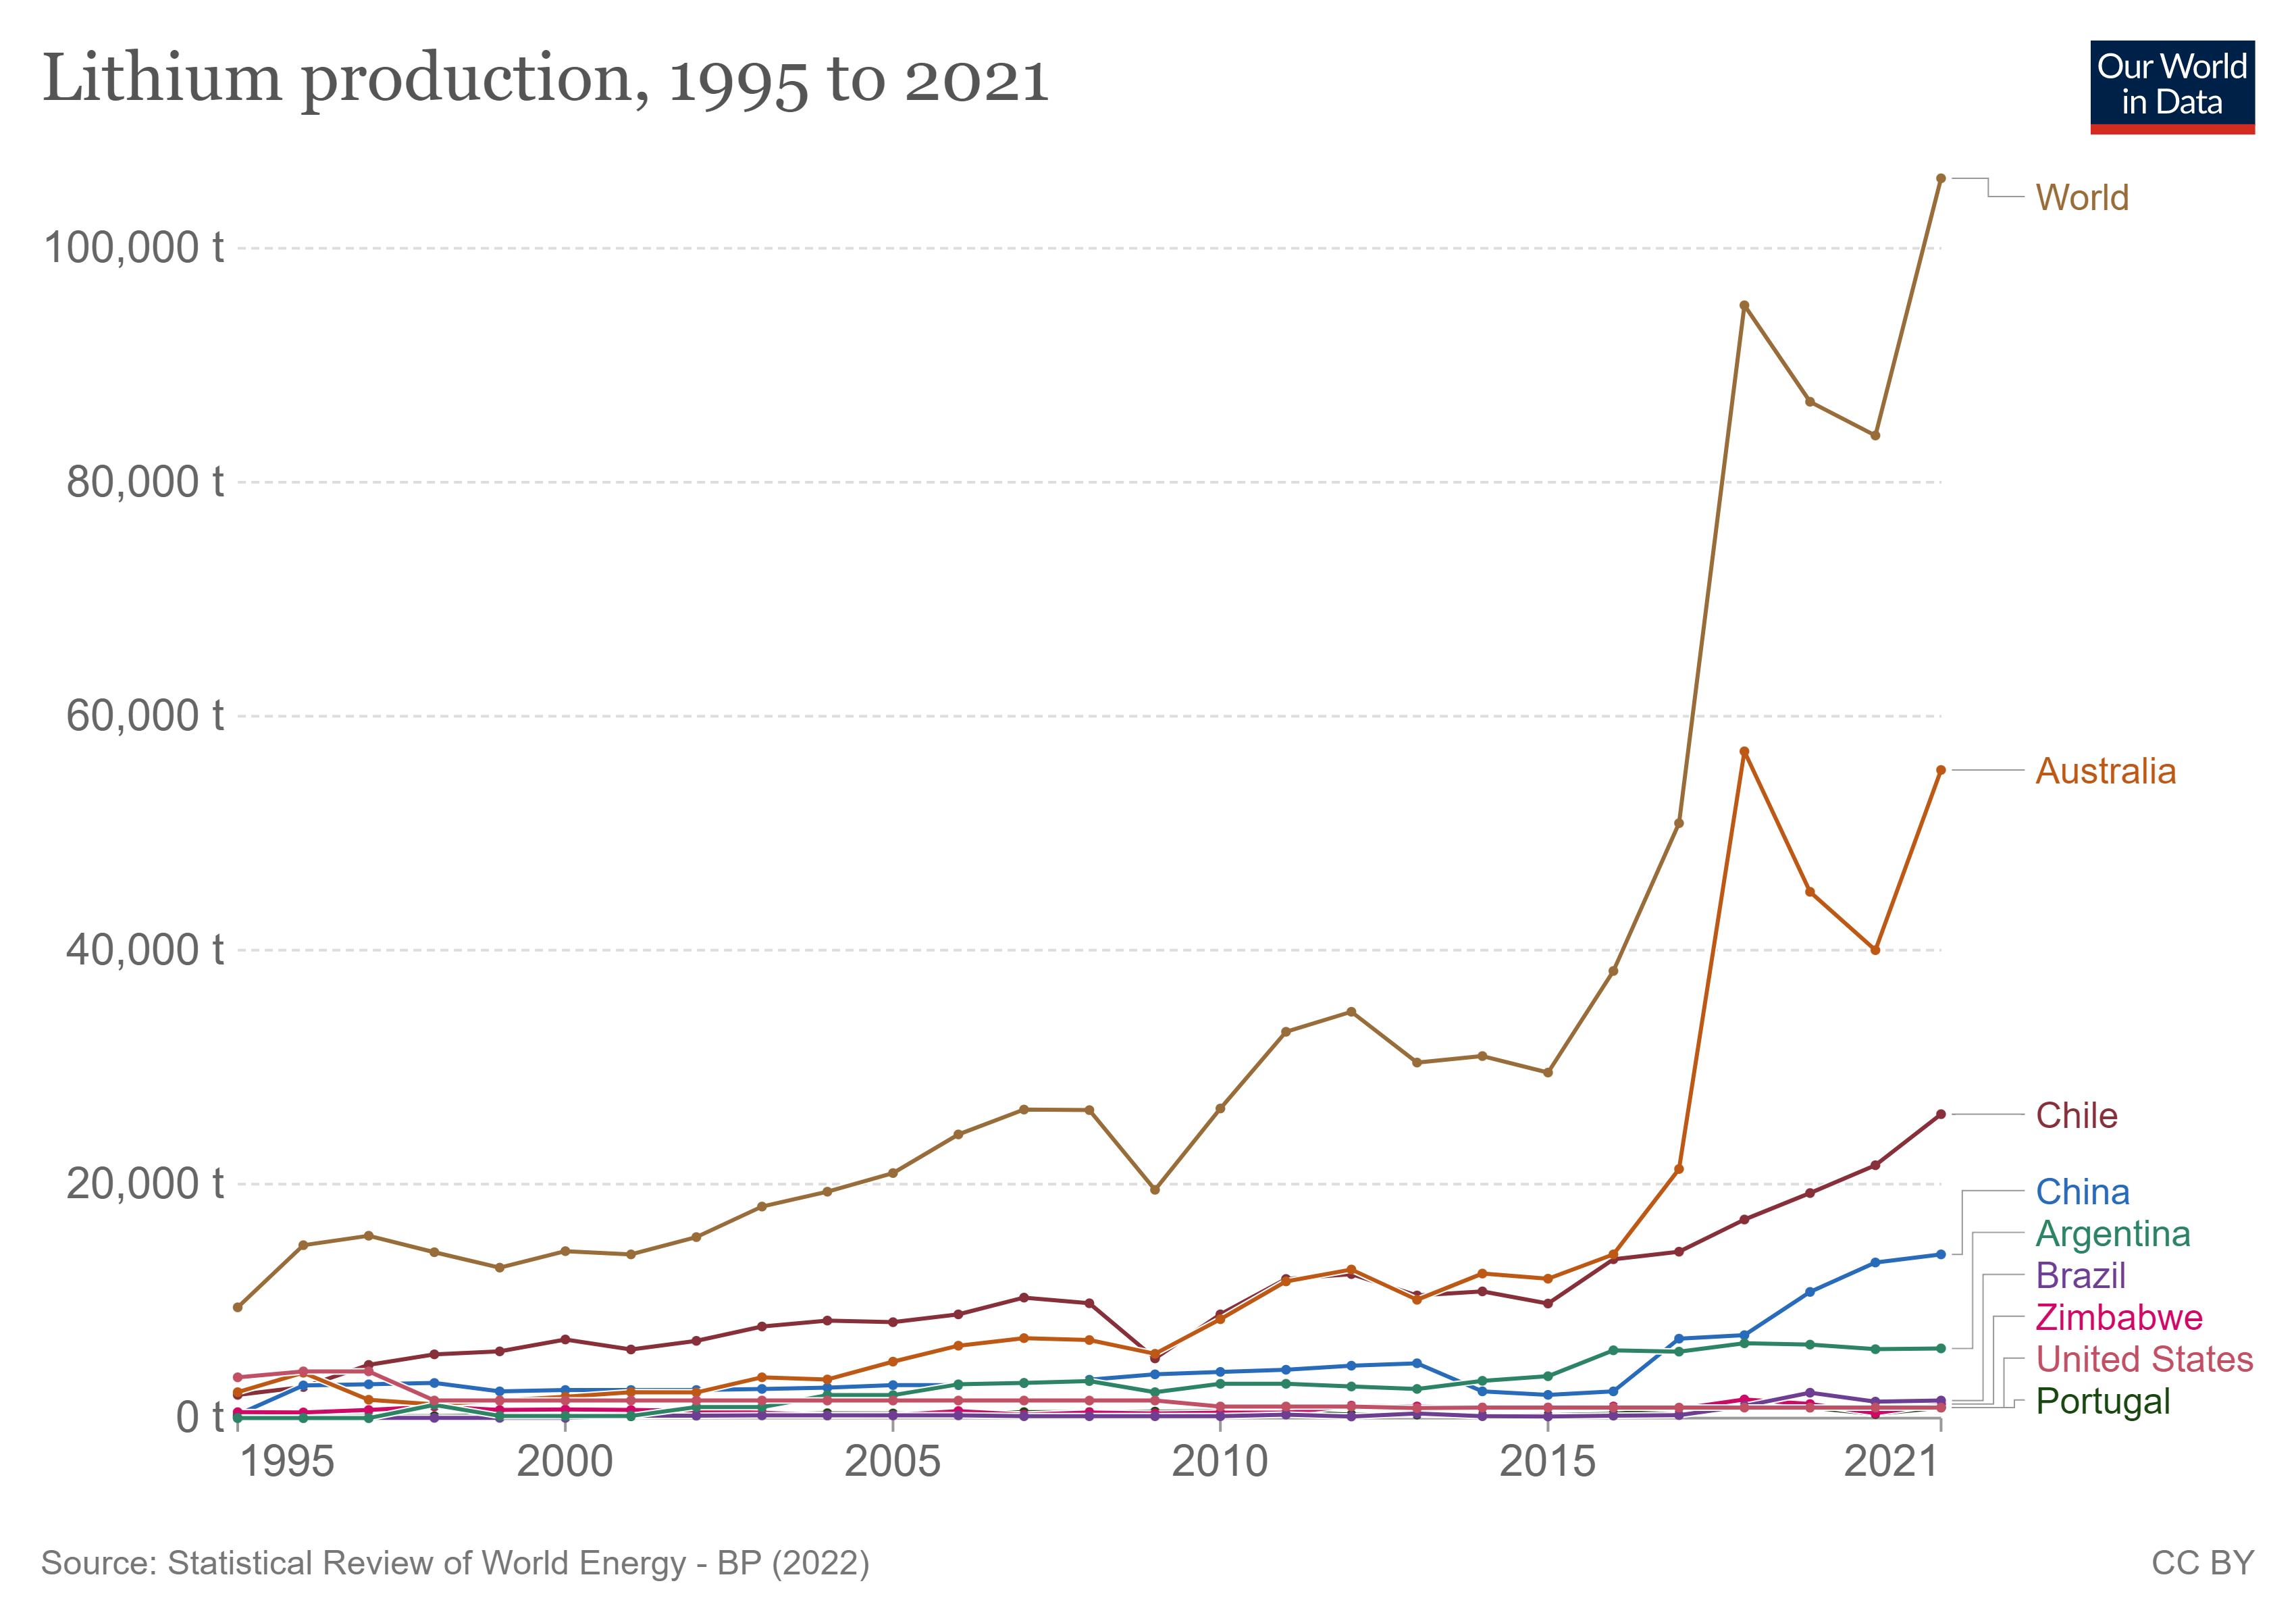 Lithium production, 1995 to 2021
Our World
in Data
World
100,000 t
80,000 t
60,000 t
Australia
40,000 t
Chile
20,000 t
China
Argentina
Brazil
Zimbabwe
United States
Portugal
0 t
1995
2000
2005
2010
2015
2021
Source: Statistical Review of World Energy - BP (2022)
CC BY